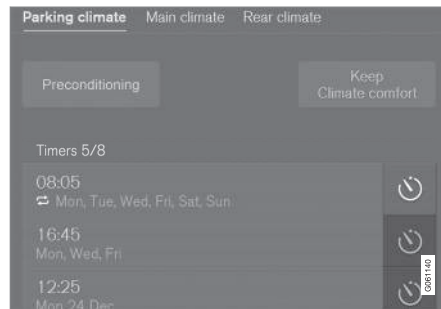 Parking climate Main climate Rear climate
Preconditioning
Keep
Climate comfort
Timers 5/8
08:05
Mon, Tue, Wed, Fri, Sat, Sun
16:45
Mon, Wed, Fri
12:25
Mon 24 Dec
G061140